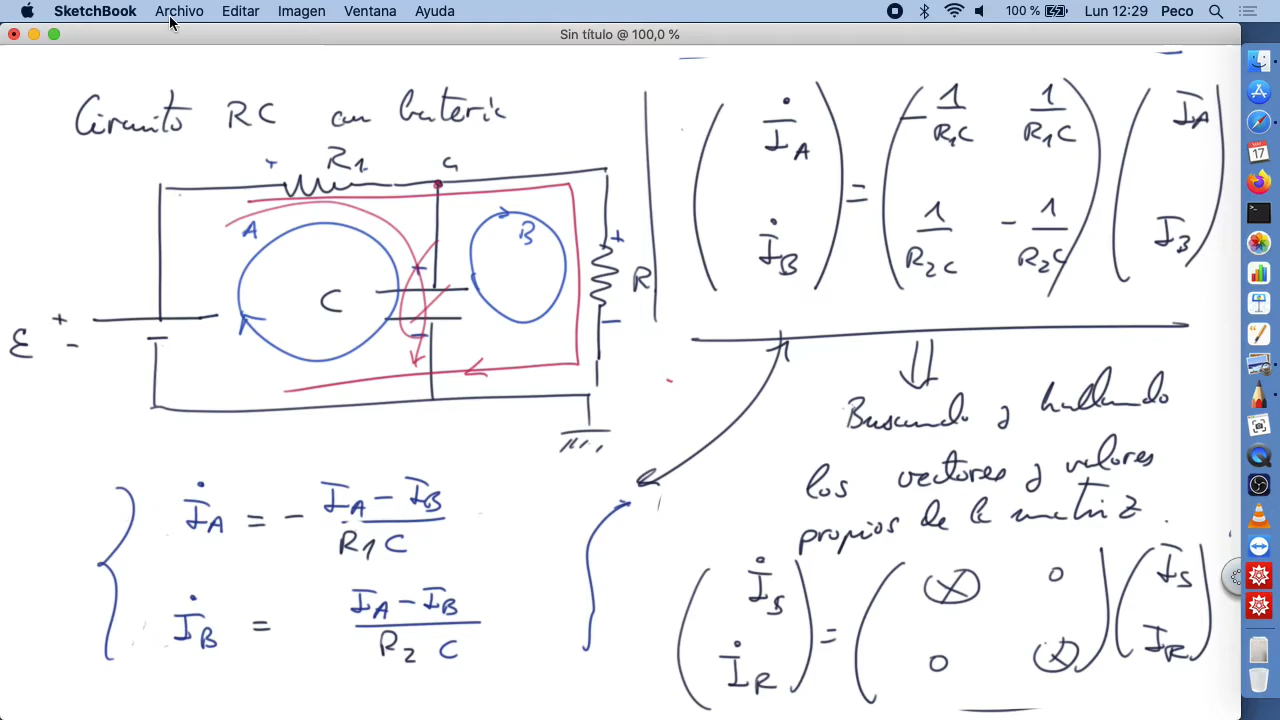 SketchBook Archivo Editar Imagen Ventana Ayuda 100 % Lun 12:29 Peco
Sin título @ 100,0 %
Circuito RC con batería
+ R1 G
A B + R -
C + -
ε + -
İA = - (IA - IB) / (R1 C)
İB = (IA - IB) / (R2 C)
(İA İB) = (-1/R1C 1/R1C 1/R2C -1/R2C) (IA IB)
⇓
Buscando y hallando
los vectores y valores
propios de la matriz.
(İS İR) = (⊗ 0 0 ⊗) (IS IR)
17